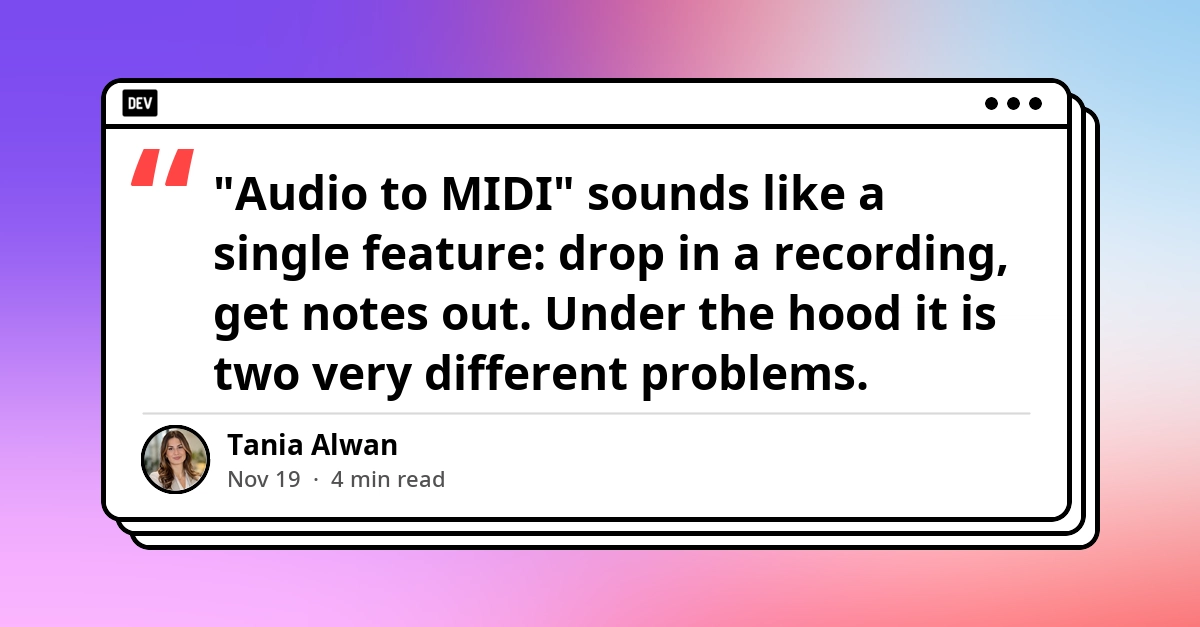 DEV
"Audio to MIDI" sounds like a
single feature: drop in a recording,
get notes out. Under the hood it is
two very different problems.
Tania Alwan
Nov 19 · 4 min read